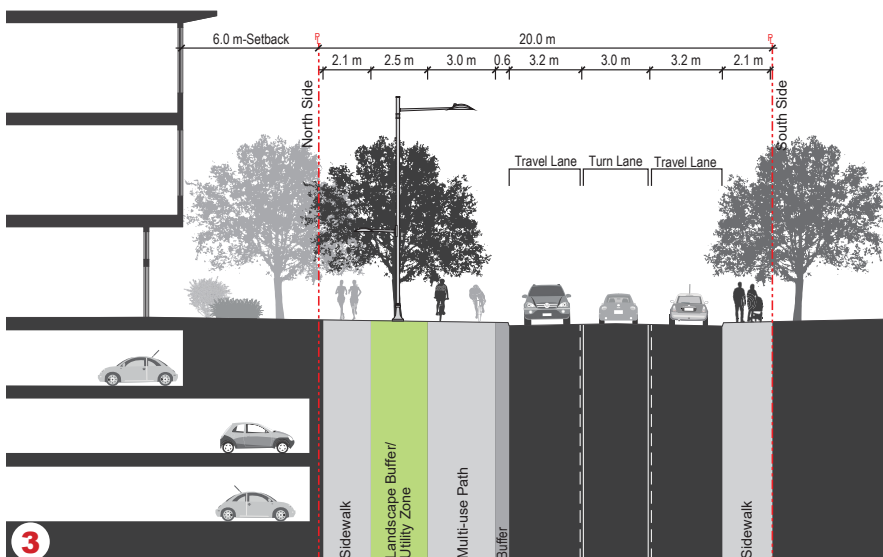 6.0 m-Setback
20.0 m
2.1 m
2.5 m
3.0 m
0.6
3.2 m
3.0 m
3.2 m
2.1 m
North Side
South Side
Travel Lane
Turn Lane
Travel Lane
Sidewalk
Landscape Buffer/
Utility Zone
Multi-use Path
Buffer
Sidewalk
3